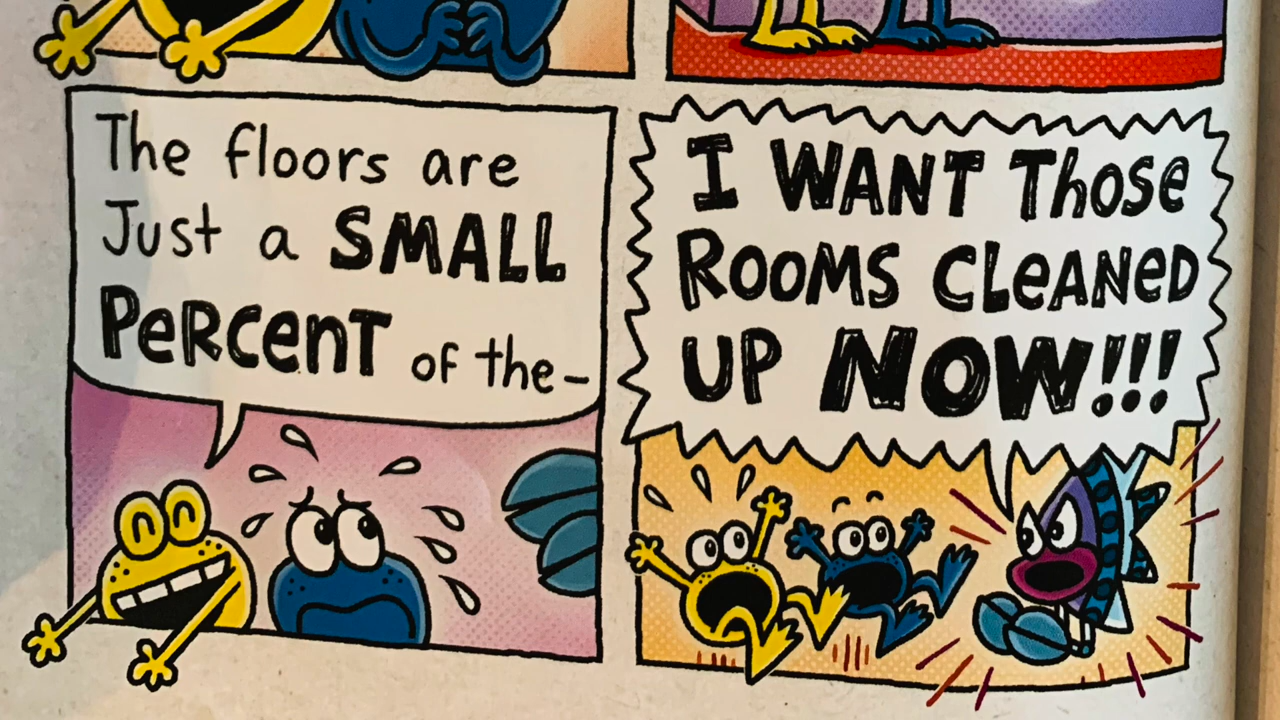 The floors are
Just a SMALL
PeRCenT of the-
I WANT Those
ROOMS CLeANeD
UP NOW!!!